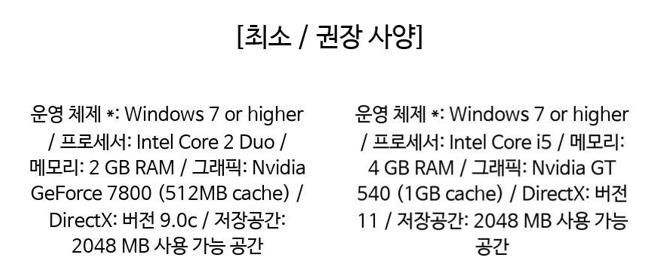 [최소 / 권장 사양]
운영 체제 *: Windows 7 or higher
/ 프로세서: Intel Core 2 Duo /
메모리: 2 GB RAM / 그래픽: Nvidia
GeForce 7800 (512MB cache) /
DirectX: 버전 9.0c / 저장공간:
2048 MB 사용 가능 공간
운영 체제 *: Windows 7 or higher
/ 프로세서: Intel Core i5 / 메모리:
4 GB RAM / 그래픽: Nvidia GT
540 (1GB cache) / DirectX: 버전
11 / 저장공간: 2048 MB 사용 가능
공간